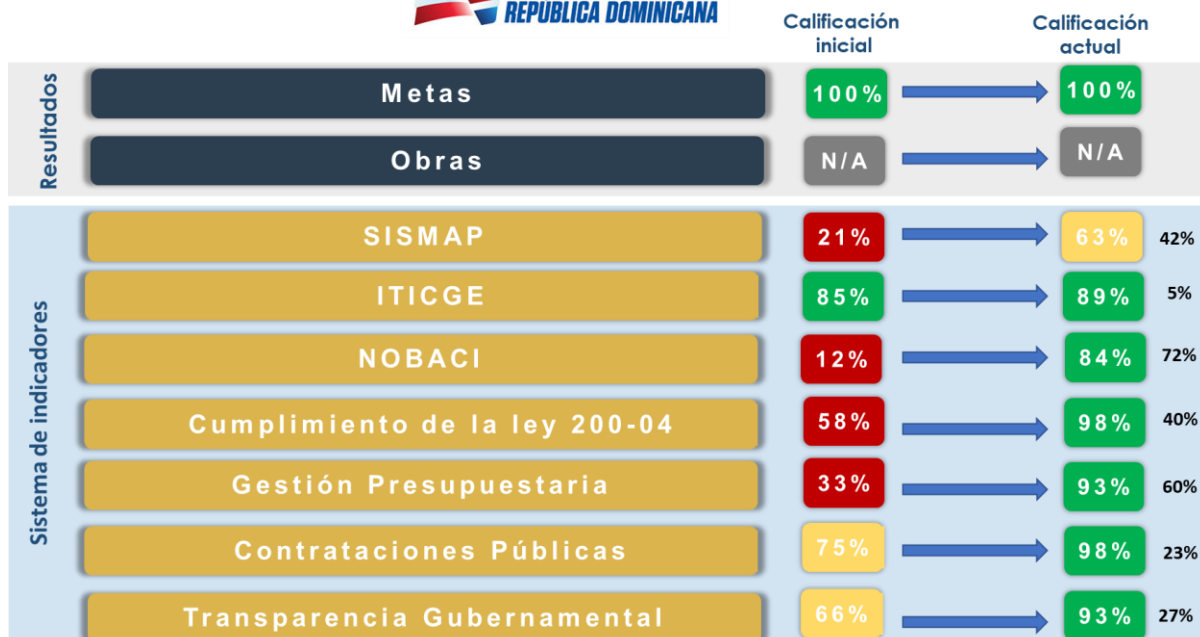 REPÚBLICA DOMINICANA
Calificación
inicial
Calificación
actual
Resultados
Metas 100% 100%
Obras N/A N/A
Sistema de indicadores
SISMAP 21% 63% 42%
ITICGE 85% 89% 5%
NOBACI 12% 84% 72%
Cumplimiento de la ley 200-04 58% 98% 40%
Gestión Presupuestaria 33% 93% 60%
Contrataciones Públicas 75% 98% 23%
Transparencia Gubernamental 66% 93% 27%